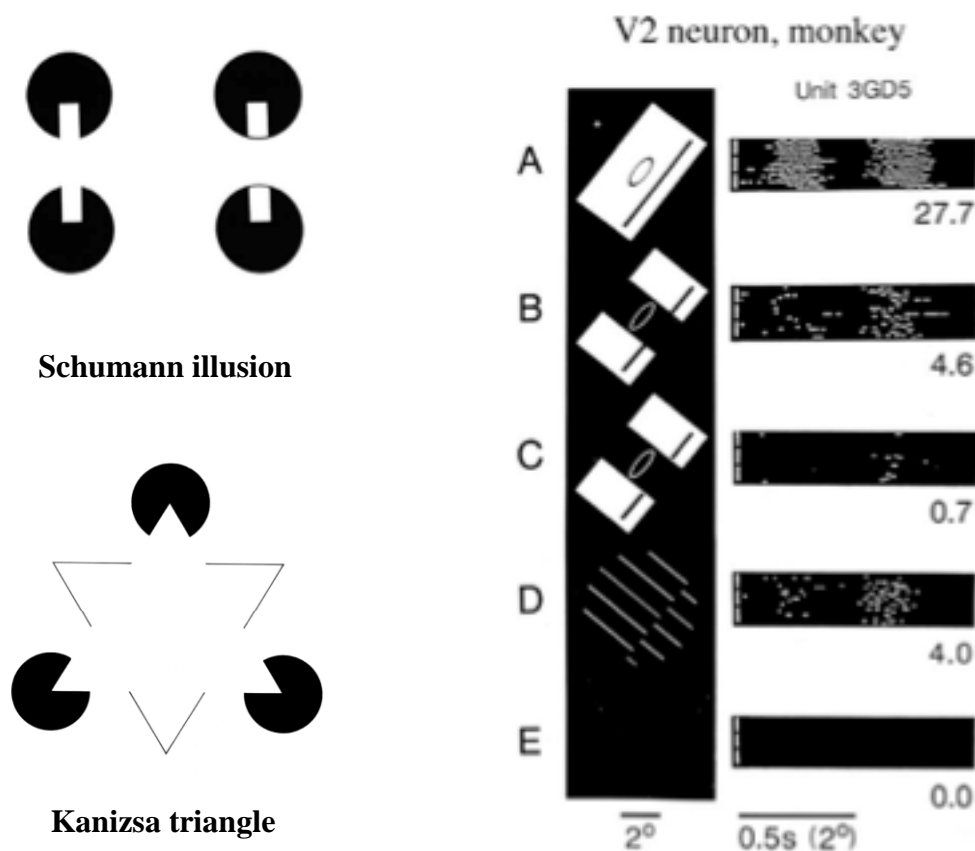 Schumann illusion
Kanizsa triangle
V2 neuron, monkey
Unit 3GD5
A
27.7
B
4.6
C
0.7
D
4.0
E
0.0
2° 0.5s (2°)